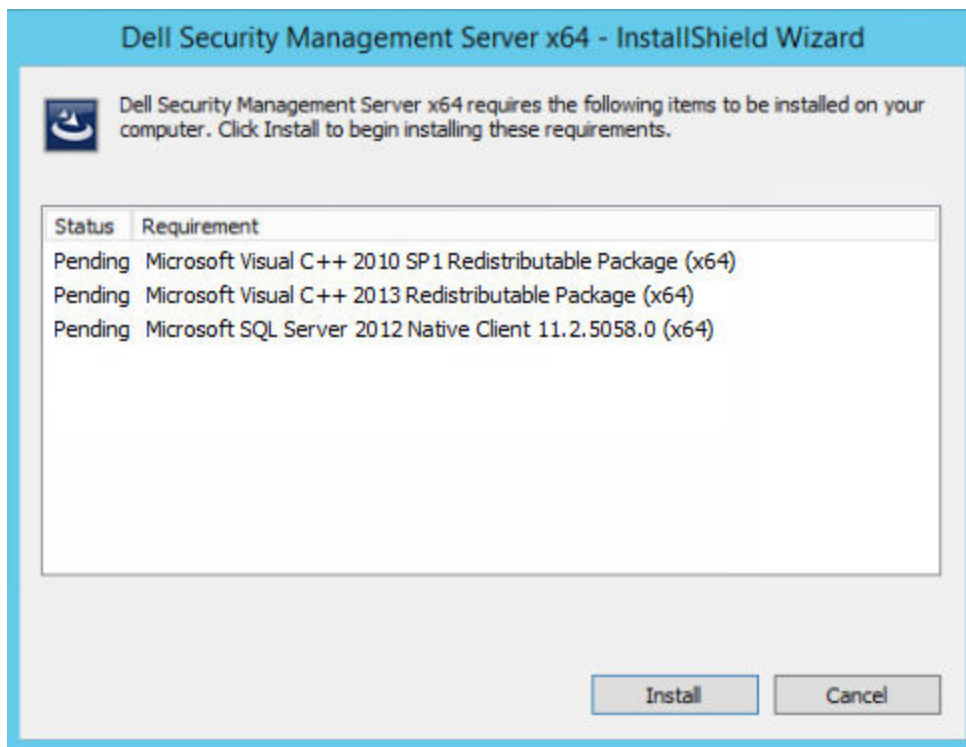 Dell Security Management Server x64 - InstallShield Wizard
Dell Security Management Server x64 requires the following items to be installed on your
computer. Click Install to begin installing these requirements.
Status Requirement
Pending Microsoft Visual C++ 2010 SP1 Redistributable Package (x64)
Pending Microsoft Visual C++ 2013 Redistributable Package (x64)
Pending Microsoft SQL Server 2012 Native Client 11.2.5058.0 (x64)
Install Cancel